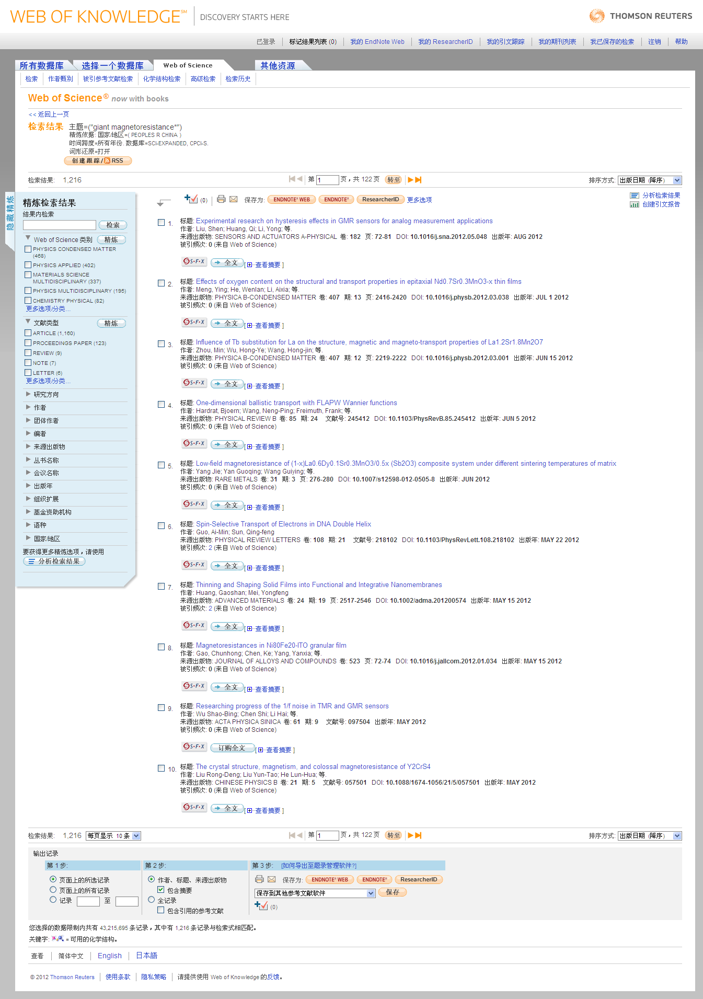 WEB OF KNOWLEDGE℠ DISCOVERY STARTS HERE THOMSON REUTERS
已登录 标记结果列表 (0) 我的 EndNote Web 我的 ResearcherID 我的引文跟踪 我的期刊列表 我已保存的检索 注销 帮助
所有数据库 选择一个数据库 Web of Science 其他资源
检索 作者甄别 被引参考文献检索 化学结构检索 高级检索 检索历史
Web of Science® now with books
<< 返回上一页
检索结果 主题=("giant magnetoresistance*")
精炼依据: 国家/地区=( PEOPLES R CHINA )
时间跨度=所有年份. 数据库=SCI-EXPANDED, CPCI-S.
词形还原=打开
创建跟踪 / RSS
检索结果: 1,216 第 1 页，共 122 页 转至 排序方式: 出版日期 (降序)
隐藏精炼
精炼检索结果
结果内检索
检索
Web of Science 类别 精炼
PHYSICS CONDENSED MATTER
(468)
PHYSICS APPLIED (402)
MATERIALS SCIENCE
MULTIDISCIPLINARY (337)
PHYSICS MULTIDISCIPLINARY (195)
CHEMISTRY PHYSICAL (82)
更多选项/分类...
文献类型 精炼
ARTICLE (1,160)
PROCEEDINGS PAPER (123)
REVIEW (9)
NOTE (7)
LETTER (6)
更多选项/分类...
研究方向
作者
团体作者
编者
来源出版物
丛书名称
会议名称
出版年
组织扩展
基金资助机构
语种
国家/地区
要获得更多精炼选项，请使用
分析检索结果
(0) 保存为: ENDNOTE® WEB ENDNOTE® ResearcherID 更多选项
分析检索结果
创建引文报告
1. 标题: Experimental research on hysteresis effects in GMR sensors for analog measurement applications
作者: Liu, Shen; Huang, Qi; Li, Yong; 等.
来源出版物: SENSORS AND ACTUATORS A-PHYSICAL 卷: 182 页: 72-81 DOI: 10.1016/j.sna.2012.05.048 出版年: AUG 2012
被引频次: 0 (来自 Web of Science)
S·F·X 全文 [ 查看摘要 ]
2. 标题: Effects of oxygen content on the structural and transport properties in epitaxial Nd0.7Sr0.3MnO3-x thin films
作者: Meng, Ying; He, Wenlan; Li, Aixia; 等.
来源出版物: PHYSICA B-CONDENSED MATTER 卷: 407 期: 13 页: 2416-2420 DOI: 10.1016/j.physb.2012.03.038 出版年: JUL 1 2012
被引频次: 0 (来自 Web of Science)
S·F·X 全文 [ 查看摘要 ]
3. 标题: Influence of Tb substitution for La on the structure, magnetic and magneto-transport properties of La1.2Sr1.8Mn2O7
作者: Zhou, Min; Wu, Hong-Ye; Wang, Hong-jin; 等.
来源出版物: PHYSICA B-CONDENSED MATTER 卷: 407 期: 12 页: 2219-2222 DOI: 10.1016/j.physb.2012.03.001 出版年: JUN 15 2012
被引频次: 0 (来自 Web of Science)
S·F·X 全文 [ 查看摘要 ]
4. 标题: One-dimensional ballistic transport with FLAPW Wannier functions
作者: Hardrat, Bjoern; Wang, Neng-Ping; Freimuth, Frank; 等.
来源出版物: PHYSICAL REVIEW B 卷: 85 期: 24 文献号: 245412 DOI: 10.1103/PhysRevB.85.245412 出版年: JUN 5 2012
被引频次: 0 (来自 Web of Science)
S·F·X 全文 [ 查看摘要 ]
5. 标题: Low-field magnetoresistance of (1-x)La0.6Dy0.1Sr0.3MnO3/0.5x (Sb2O3) composite system under different sintering temperatures of matrix
作者: Yang Jie; Yan Guoqing; Wang Guiying; 等.
来源出版物: RARE METALS 卷: 31 期: 3 页: 276-280 DOI: 10.1007/s12598-012-0505-8 出版年: JUN 2012
被引频次: 0 (来自 Web of Science)
S·F·X 全文 [ 查看摘要 ]
6. 标题: Spin-Selective Transport of Electrons in DNA Double Helix
作者: Guo, Ai-Min; Sun, Qing-feng
来源出版物: PHYSICAL REVIEW LETTERS 卷: 108 期: 21 文献号: 218102 DOI: 10.1103/PhysRevLett.108.218102 出版年: MAY 22 2012
被引频次: 2 (来自 Web of Science)
S·F·X 全文 [ 查看摘要 ]
7. 标题: Thinning and Shaping Solid Films into Functional and Integrative Nanomembranes
作者: Huang, Gaoshan; Mei, Yongfeng
来源出版物: ADVANCED MATERIALS 卷: 24 期: 19 页: 2517-2546 DOI: 10.1002/adma.201200574 出版年: MAY 15 2012
被引频次: 2 (来自 Web of Science)
S·F·X 全文 [ 查看摘要 ]
8. 标题: Magnetoresistances in Ni80Fe20-ITO granular film
作者: Gao, Chunhong; Chen, Ke; Yang, Yanxia; 等.
来源出版物: JOURNAL OF ALLOYS AND COMPOUNDS 卷: 523 页: 72-74 DOI: 10.1016/j.jallcom.2012.01.034 出版年: MAY 15 2012
被引频次: 0 (来自 Web of Science)
S·F·X 全文 [ 查看摘要 ]
9. 标题: Researching progress of the 1/f noise in TMR and GMR sensors
作者: Wu Shao-Bing; Chen Shi; Li Hai; 等.
来源出版物: ACTA PHYSICA SINICA 卷: 61 期: 9 文献号: 097504 出版年: MAY 2012
被引频次: 0 (来自 Web of Science)
S·F·X 订购全文 [ 查看摘要 ]
10. 标题: The crystal structure, magnetism, and colossal magnetoresistance of Y2CrS4
作者: Liu Rong-Deng; Liu Yun-Tao; He Lun-Hua; 等.
来源出版物: CHINESE PHYSICS B 卷: 21 期: 5 文献号: 057501 DOI: 10.1088/1674-1056/21/5/057501 出版年: MAY 2012
被引频次: 0 (来自 Web of Science)
S·F·X 全文 [ 查看摘要 ]
检索结果: 1,216 每页显示 10 条 第 1 页，共 122 页 转至 排序方式: 出版日期 (降序)
输出记录
第 1 步: 第 2 步: 第 3 步: [如何导出至题录管理软件?]
页面上的所选记录 作者、标题、来源出版物 保存为: ENDNOTE® WEB ENDNOTE® ResearcherID
页面上的所有记录 包含摘要 保存到其他参考文献软件 保存
记录 至 全记录 (0)
包含引用的参考文献
您选择的数据限制内共有 43,215,695 条记录，其中有 1,216 条记录与检索式相匹配。
关键字: = 可用的化学结构。
查看 简体中文 English 日本語
© 2012 Thomson Reuters 使用条款 隐私策略 请提供使用 Web of Knowledge 的反馈。